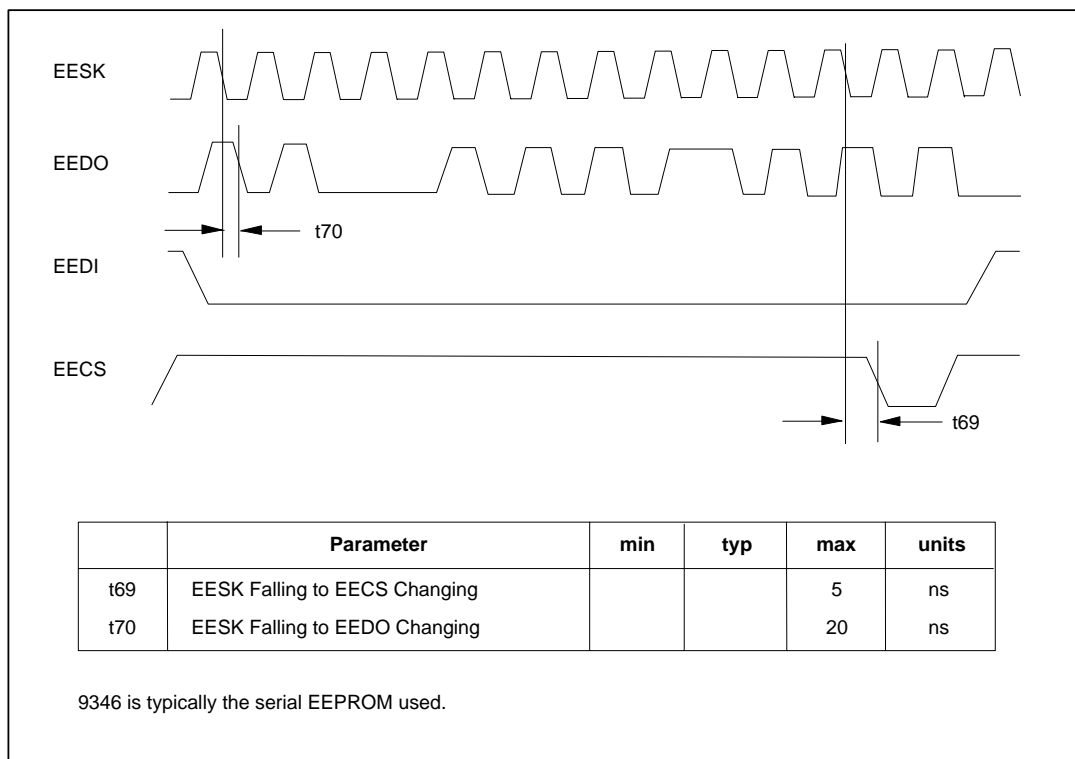 EESK
EEDO
t70
EEDI
EECS
t69
Parameter min typ max units
t69 EESK Falling to EECS Changing 5 ns
t70 EESK Falling to EEDO Changing 20 ns
9346 is typically the serial EEPROM used.